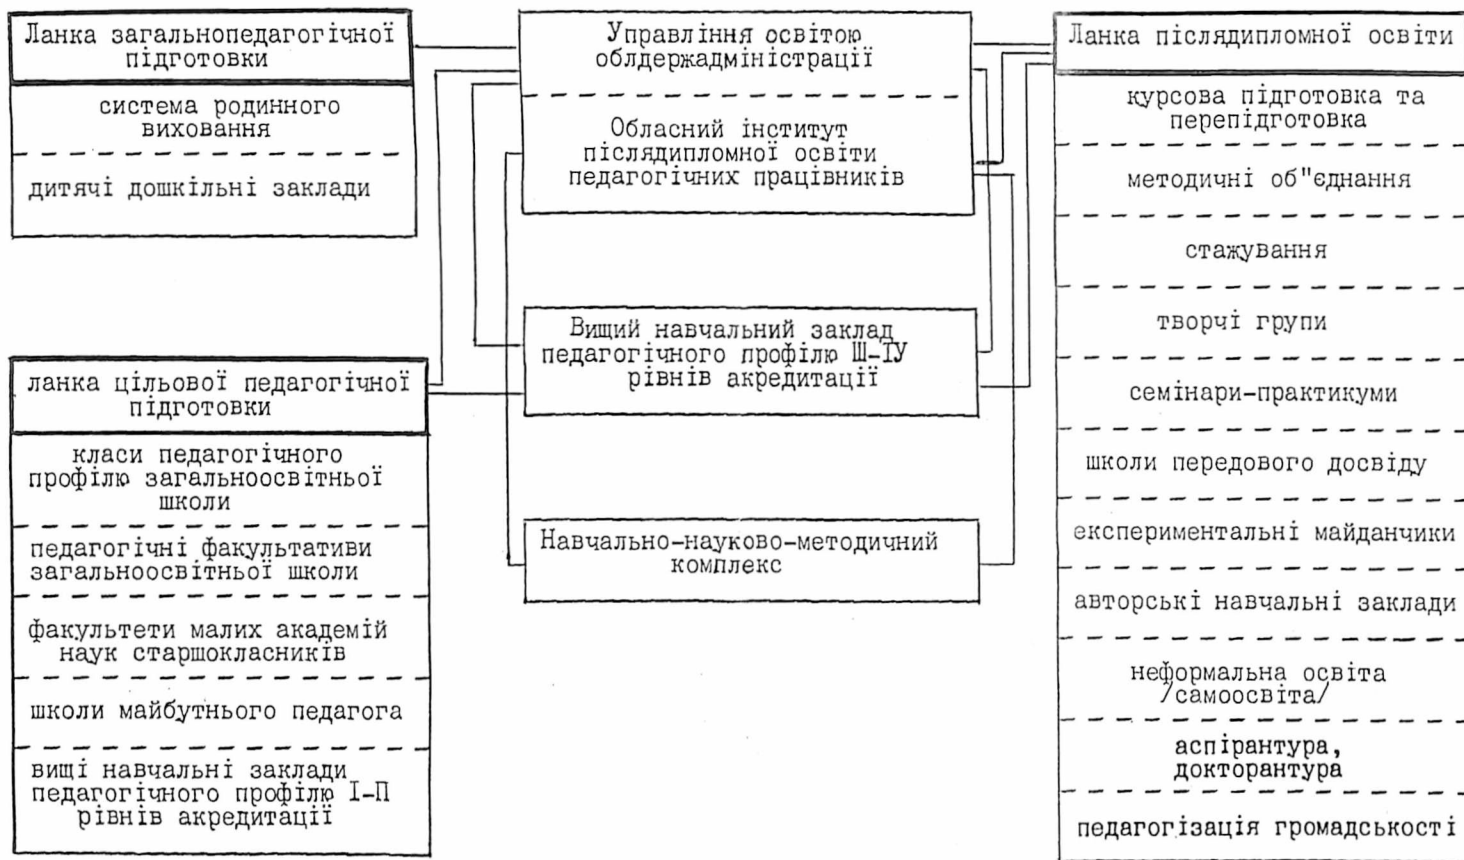 Ланка загальнопедагогічної
підготовки
система родинного
виховання
дитячі дошкільні заклади
ланка цільової педагогічної
підготовки
класи педагогічного
профілю загальноосвітньої
школи
педагогічні факультативи
загальноосвітньої школи
факультети малих академій
наук старшокласників
школи майбутнього педагога
вищі навчальні заклади
педагогічного профілю І-П
рівнів акредитації
Управління освітою
облдержадміністрації
Обласний інститут
післядипломної освіти
педагогічних працівників
Вищий навчальний заклад
педагогічного профілю Ш-ІУ
рівнів акредитації
Навчально-науково-методичний
комплекс
Ланка післядипломної освіти
курсова підготовка та
перепідготовка
методичні об"єднання
стажування
творчі групи
семінари-практикуми
школи передового досвіду
експериментальні майданчики
авторські навчальні заклади
неформальна освіта
/самоосвіта/
аспірантура,
докторантура
педагогізація громадськості